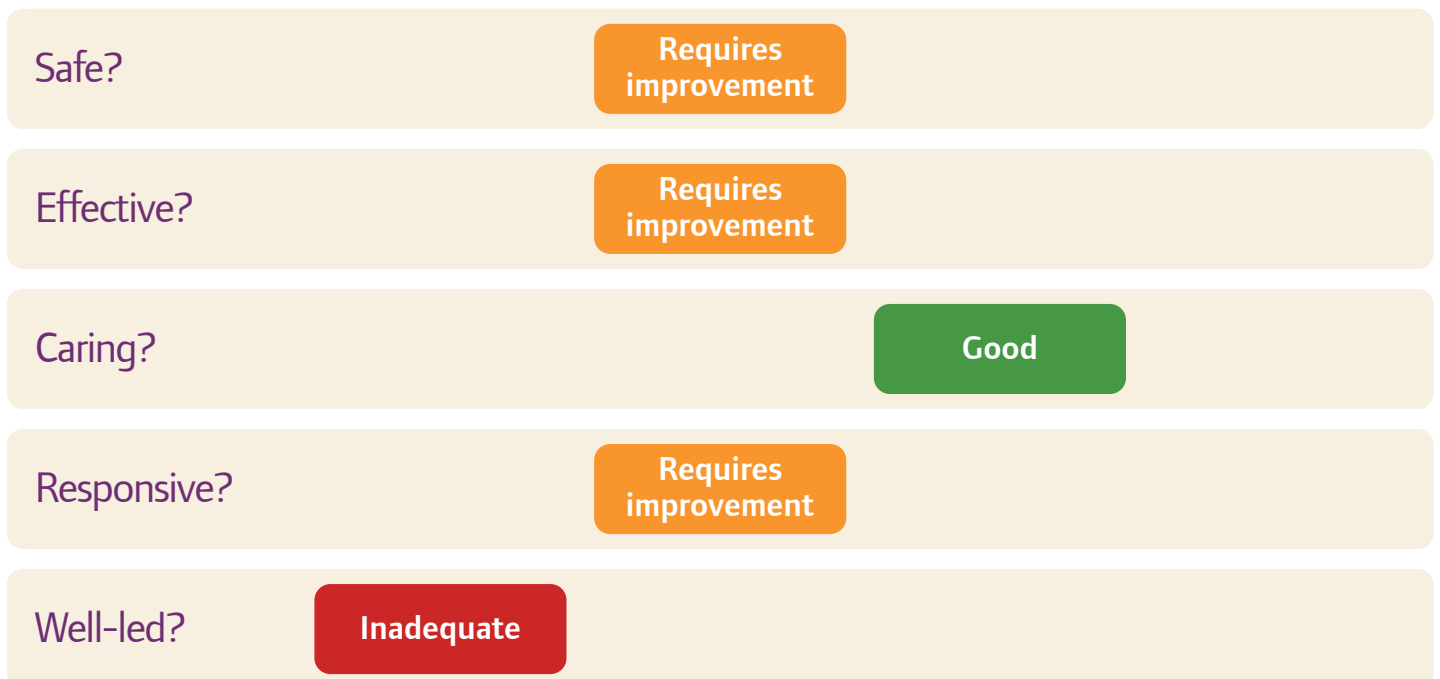 Safe?
Requires
improvement
Effective?
Requires
improvement
Caring?
Good
Responsive?
Requires
improvement
Well-led?
Inadequate